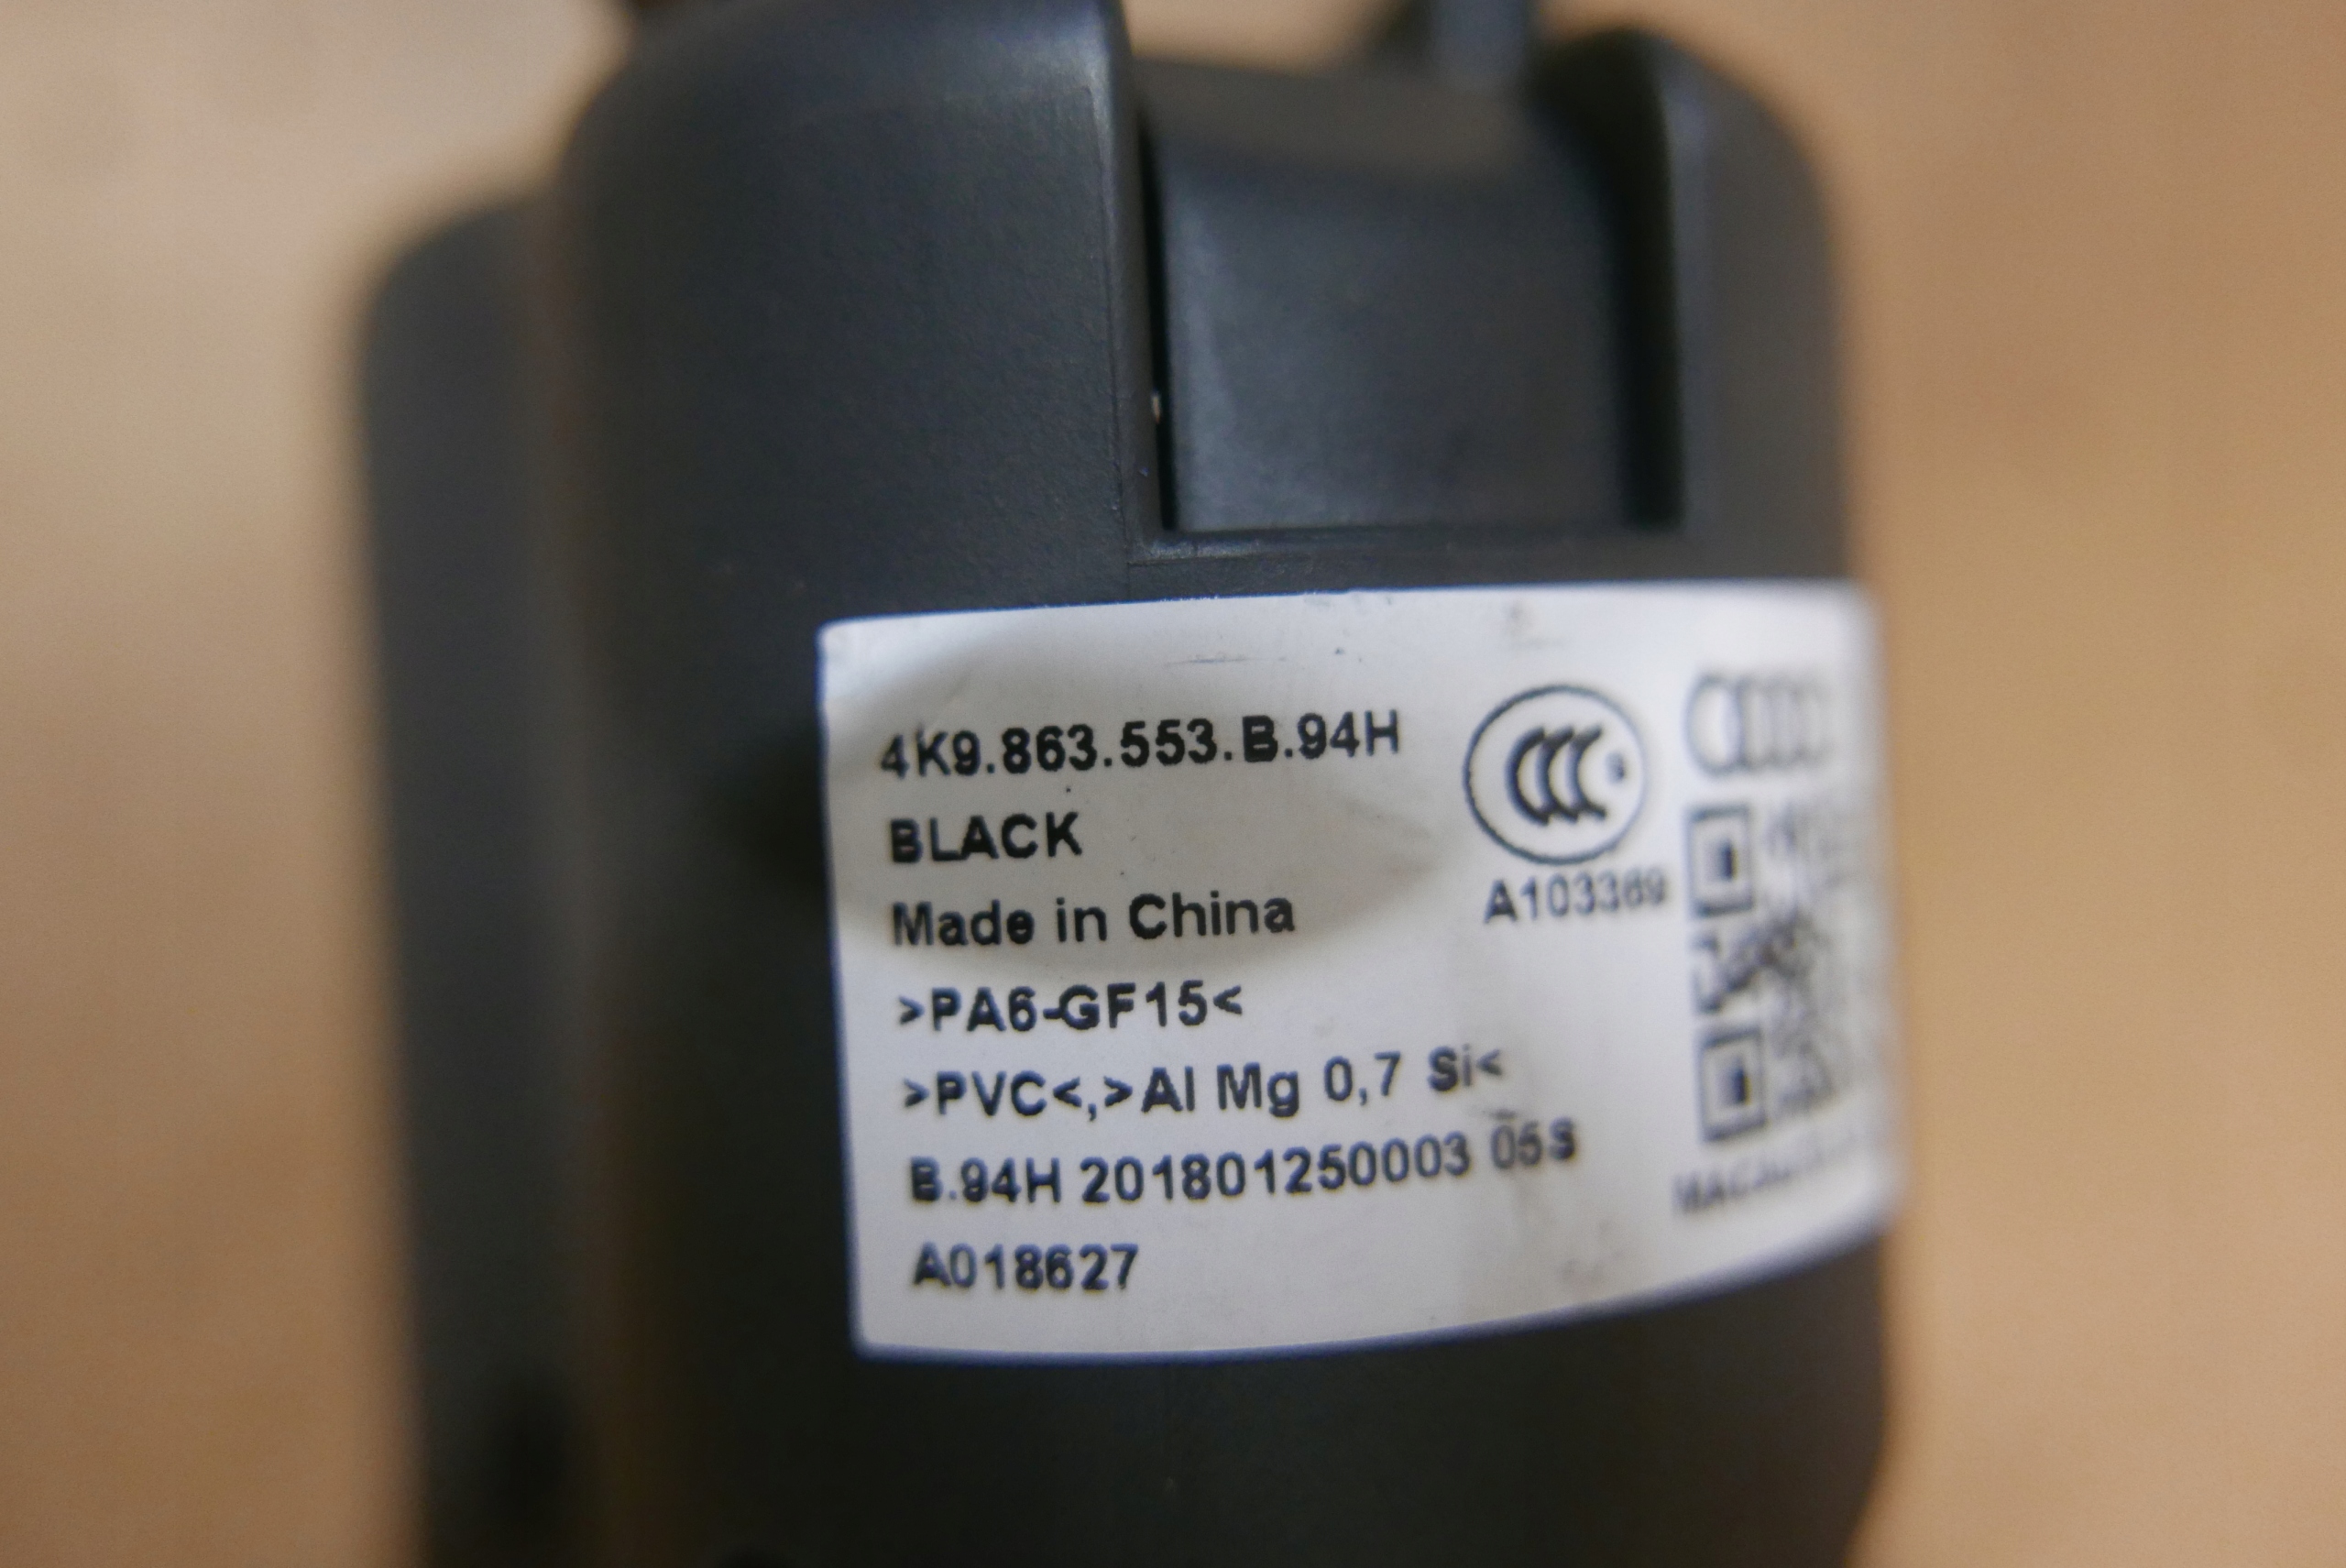 4K9.863.553.B.94H
BLACK
Made in China
>PA6-GF15<
>PVC<,>Al Mg 0,7 Si<
B.94H 201801250003 05S
A018627
CCC S
A103369